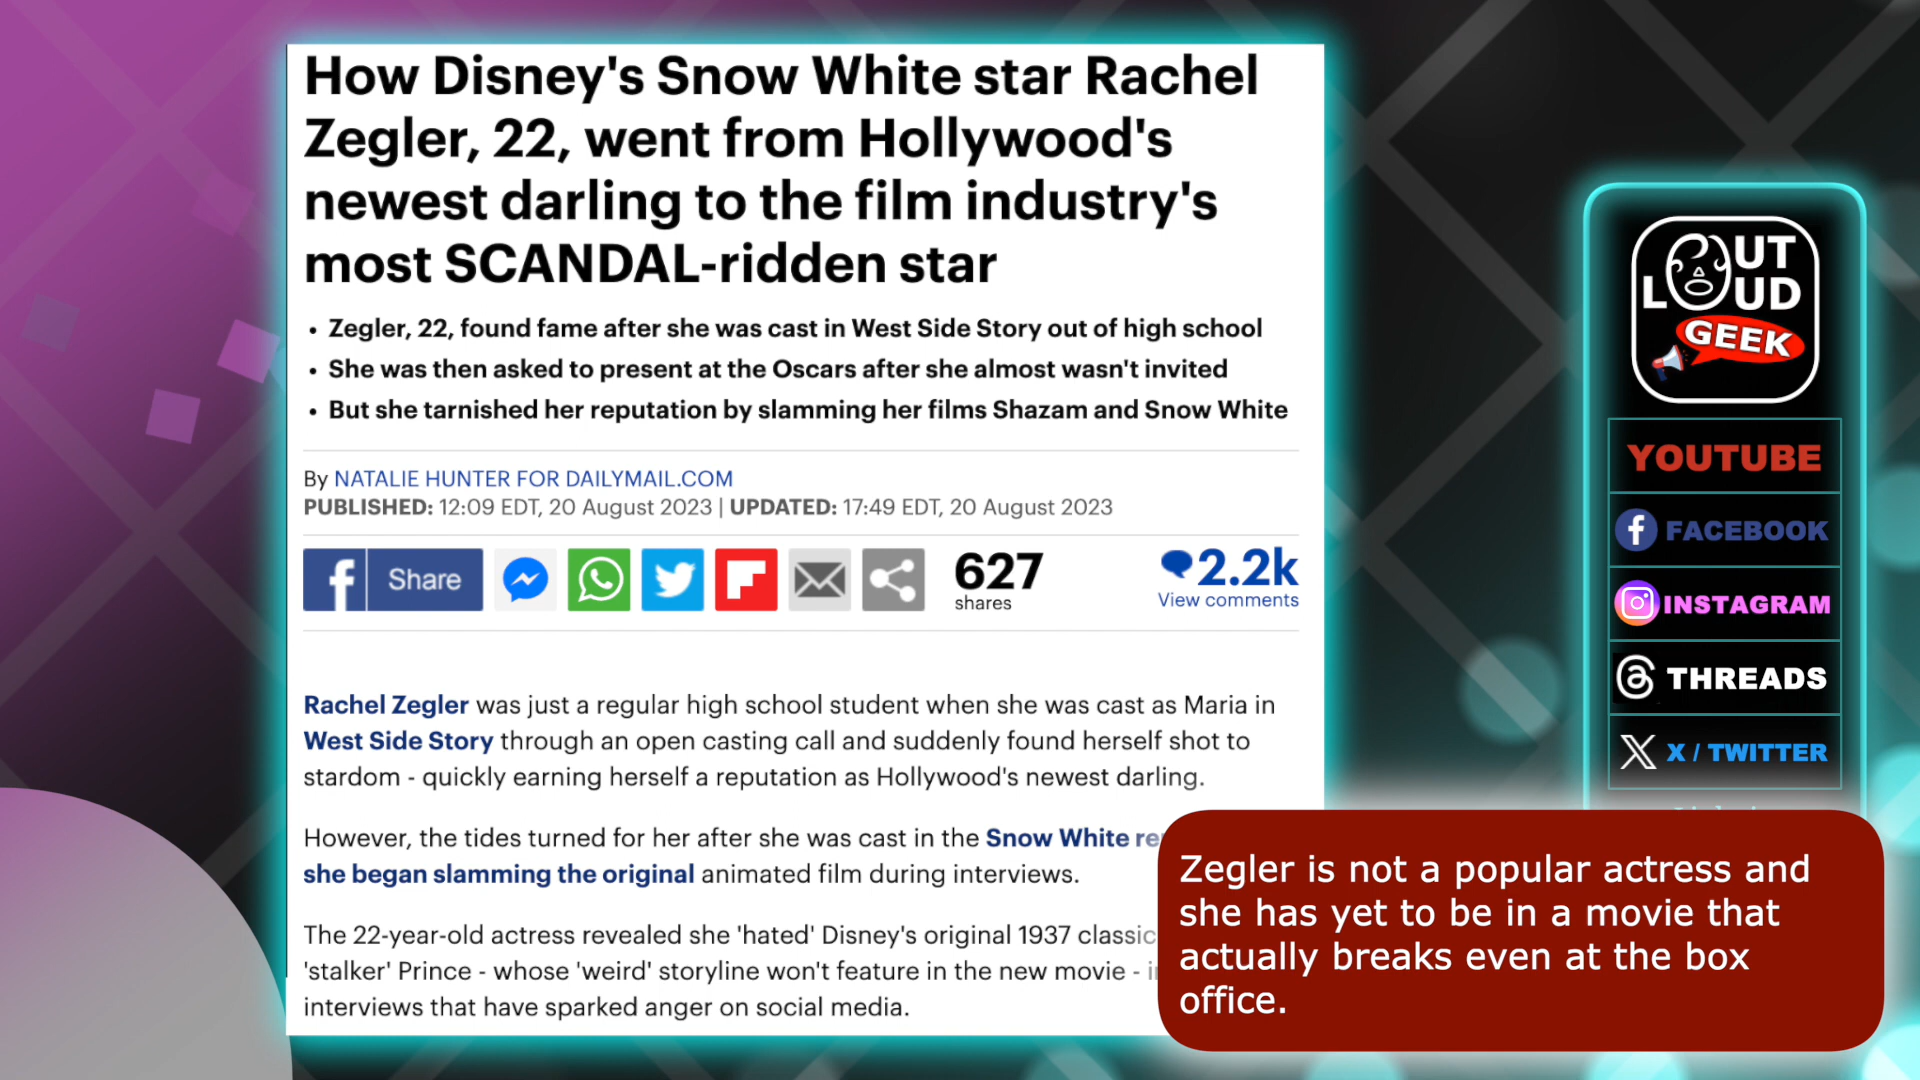 How Disney's Snow White star Rachel
Zegler, 22, went from Hollywood's
newest darling to the film industry's
most SCANDAL-ridden star
• Zegler, 22, found fame after she was cast in West Side Story out of high school
• She was then asked to present at the Oscars after she almost wasn't invited
• But she tarnished her reputation by slamming her films Shazam and Snow White
By NATALIE HUNTER FOR DAILYMAIL.COM
PUBLISHED: 12:09 EDT, 20 August 2023 | UPDATED: 17:49 EDT, 20 August 2023
Share
627
shares
2.2k
View comments
Rachel Zegler was just a regular high school student when she was cast as Maria in
West Side Story through an open casting call and suddenly found herself shot to
stardom - quickly earning herself a reputation as Hollywood's newest darling.
However, the tides turned for her after she was cast in the Snow White
she began slamming the original animated film during interviews.
The 22-year-old actress revealed she 'hated' Disney's original 1937 classic
'stalker' Prince - whose 'weird' storyline won't feature in the new movie -
interviews that have sparked anger on social media.
OUT
LOUD
GEEK
YOUTUBE
FACEBOOK
INSTAGRAM
THREADS
X / TWITTER
Zegler is not a popular actress and
she has yet to be in a movie that
actually breaks even at the box
office.